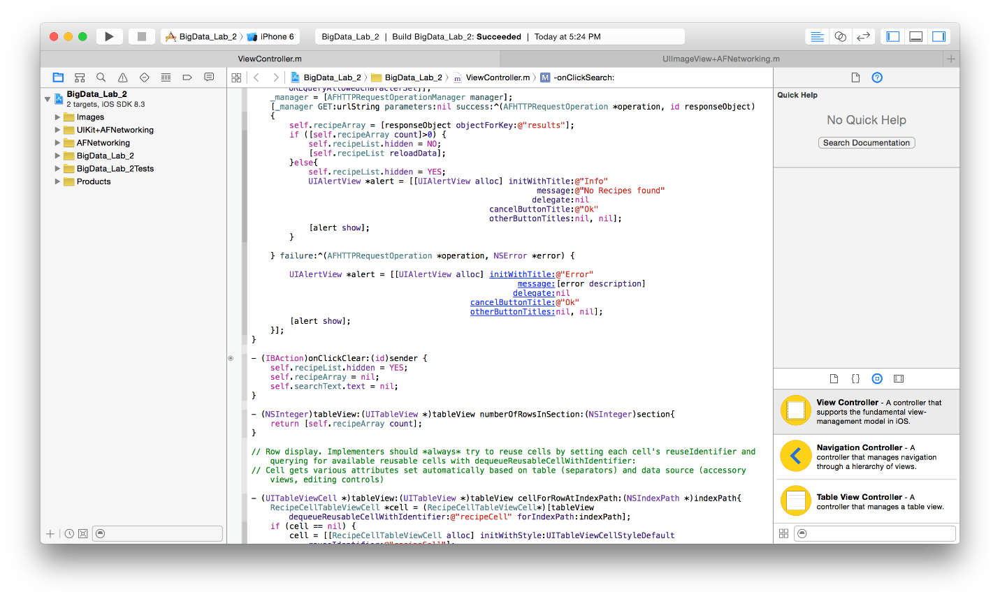 BigData_Lab_2 〉 iPhone 6
BigData_Lab_2 | Build BigData_Lab_2: Succeeded | Today at 5:24 PM
ViewController.m
UIImageView+AFNetworking.m
BigData_Lab_2 〉 BigData_Lab_2 〉 m ViewController.m 〉 M -onClickSearch:
BigData_Lab_2
2 targets, iOS SDK 8.3
Images
UIKit+AFNetworking
AFNetworking
BigData_Lab_2
BigData_Lab_2Tests
Products
URLQueryAllowedCharacterSet]];
_manager = [AFHTTPRequestOperationManager manager];
[_manager GET:urlString parameters:nil success:^(AFHTTPRequestOperation *operation, id responseObject)
{
self.recipeArray = [responseObject objectForKey:@"results"];
if ([self.recipeArray count]>0) {
self.recipeList.hidden = NO;
[self.recipeList reloadData];
}else{
self.recipeList.hidden = YES;
UIAlertView *alert = [[UIAlertView alloc] initWithTitle:@"Info"
message:@"No Recipes found"
delegate:nil
cancelButtonTitle:@"Ok"
otherButtonTitles:nil, nil];
[alert show];
}
} failure:^(AFHTTPRequestOperation *operation, NSError *error) {
UIAlertView *alert = [[UIAlertView alloc] initWithTitle:@"Error"
message:[error description]
delegate:nil
cancelButtonTitle:@"Ok"
otherButtonTitles:nil, nil];
[alert show];
}];
}
- (IBAction)onClickClear:(id)sender {
self.recipeList.hidden = YES;
self.recipeArray = nil;
self.searchText.text = nil;
}
- (NSInteger)tableView:(UITableView *)tableView numberOfRowsInSection:(NSInteger)section{
return [self.recipeArray count];
}
// Row display. Implementers should *always* try to reuse cells by setting each cell's reuseIdentifier and
querying for available reusable cells with dequeueReusableCellWithIdentifier:
// Cell gets various attributes set automatically based on table (separators) and data source (accessory
views, editing controls)
- (UITableViewCell *)tableView:(UITableView *)tableView cellForRowAtIndexPath:(NSIndexPath *)indexPath{
RecipeCellTableViewCell *cell = (RecipeCellTableViewCell*)[tableView
dequeueReusableCellWithIdentifier:@"recipeCell" forIndexPath:indexPath];
if (cell == nil) {
cell = [[RecipeCellTableViewCell alloc] initWithStyle:UITableViewCellStyleDefault
reuseIdentifier:@"recipeCell"];
Quick Help
No Quick Help
Search Documentation
{}
View Controller - A controller that
supports the fundamental view-
management model in iOS.
Navigation Controller - A
controller that manages navigation
through a hierarchy of views.
Table View Controller - A
controller that manages a table view.